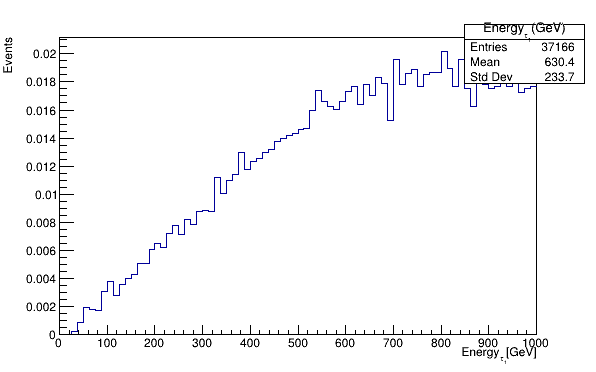 Energy_τ₁(GeV)
Entries 37166
Mean 630.4
Std Dev 233.7
Events
0.02
0.018
0.016
0.014
0.012
0.01
0.008
0.006
0.004
0.002
0
0 100 200 300 400 500 600 700 800 900 1000
Energy_τ₁[GeV]